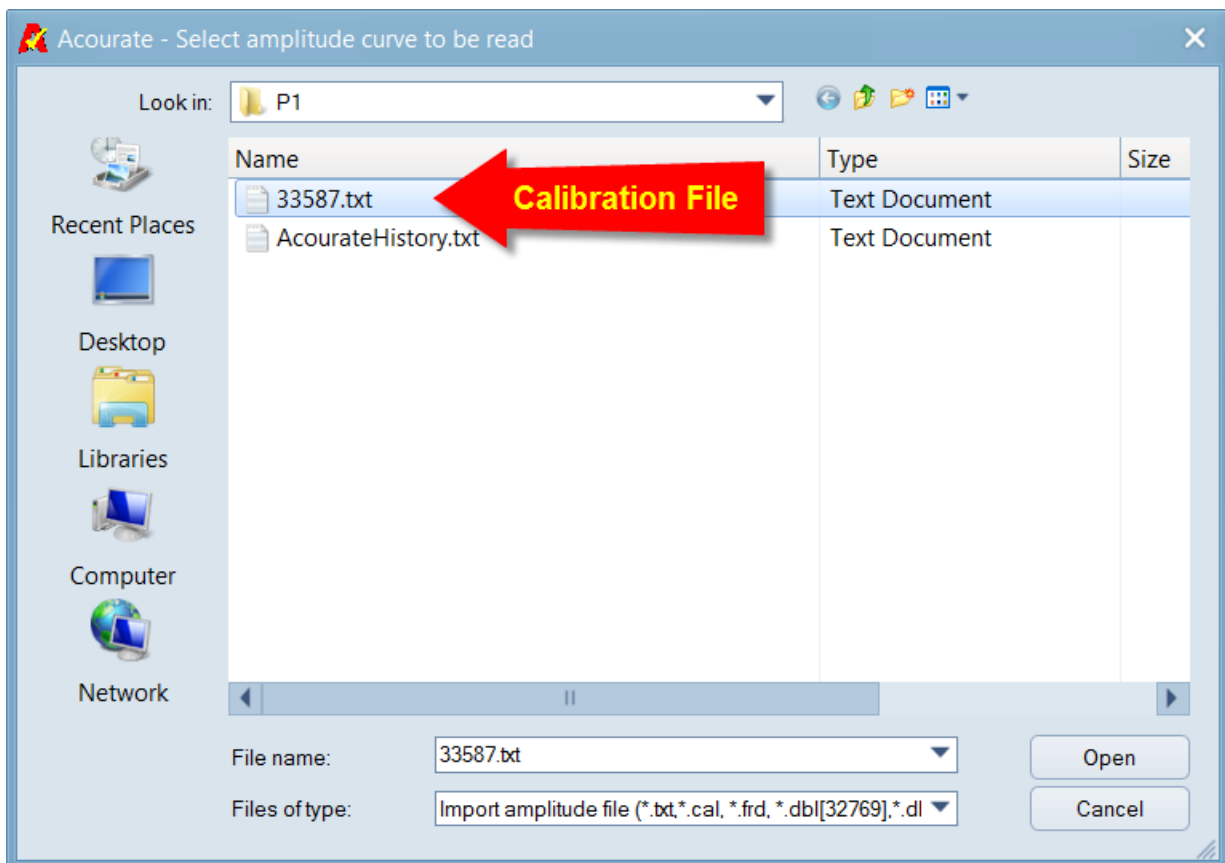 Acourate - Select amplitude curve to be read
Look in: P1
Name Type Size
33587.txt Calibration File Text Document
AcourateHistory.txt Text Document
Recent Places
Desktop
Libraries
Computer
Network
File name: 33587.txt Open
Files of type: Import amplitude file (*.txt,*.cal, *.frd, *.dbl[32769],*.dl Cancel